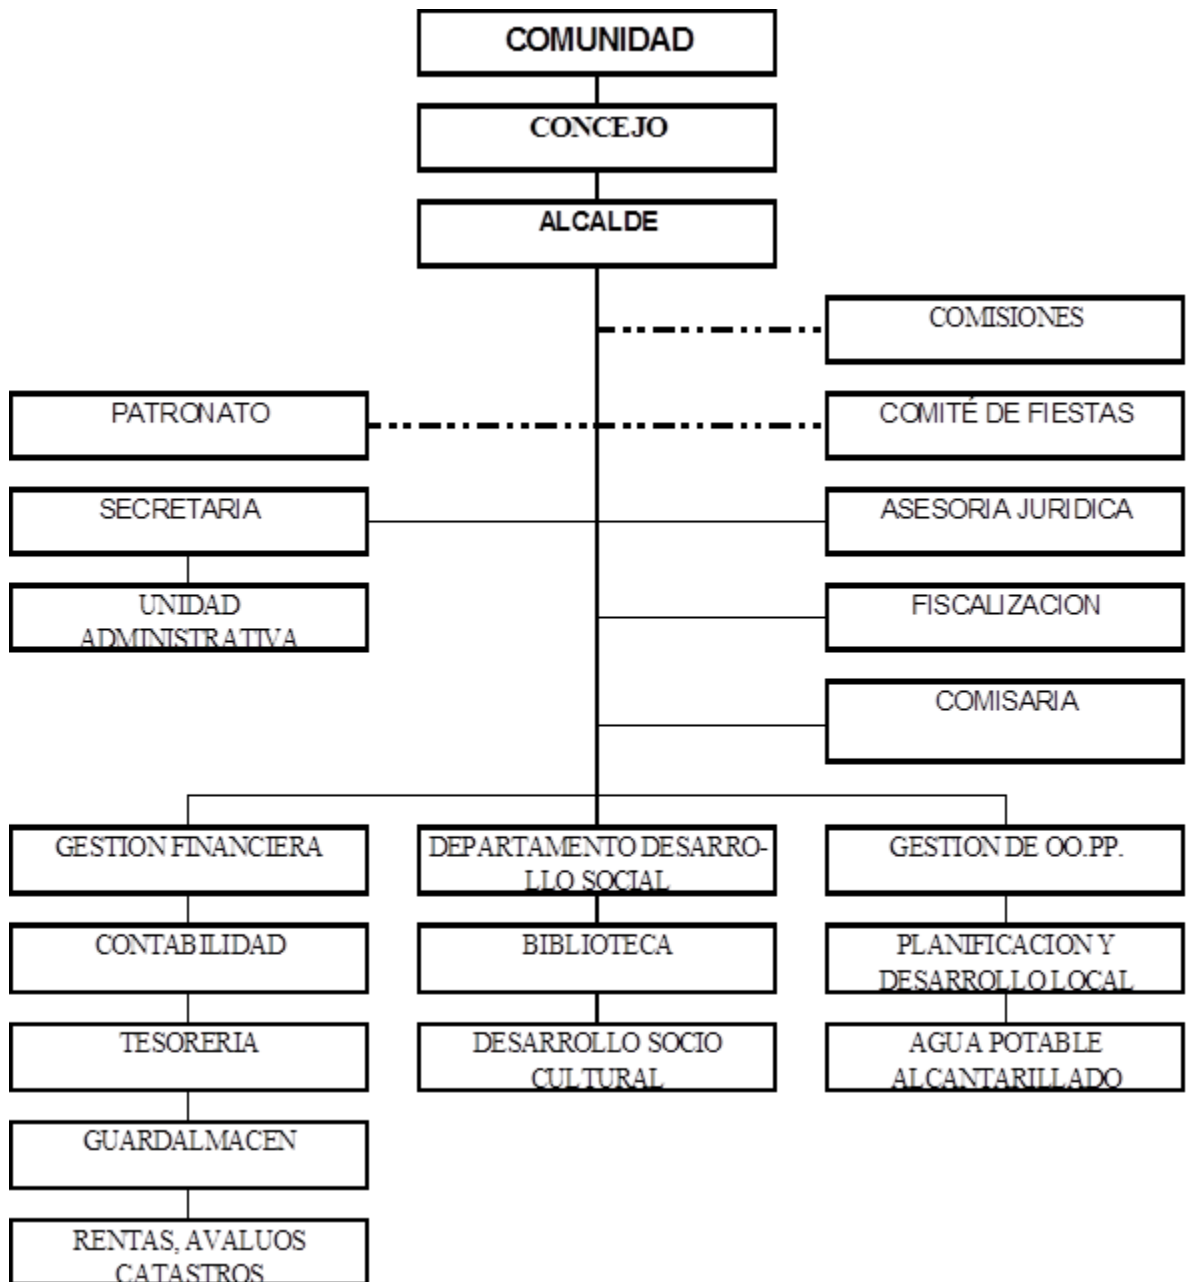 COMUNIDAD
CONCEJO
ALCALDE
COMISIONES
PATRONATO
COMITÉ DE FIESTAS
SECRETARIA
ASESORIA JURIDICA
UNIDAD
ADMINISTRATIVA
FISCALIZACION
COMISARIA
GESTION FINANCIERA
DEPARTAMENTO DESARRO-
LLO SOCIAL
GESTION DE OO.PP.
CONTABILIDAD
BIBLIOTECA
PLANIFICACION Y
DESARROLLO LOCAL
TESORERIA
DESARROLLO SOCIO
CULTURAL
AGUA POTABLE
ALCANTARILLADO
GUARDALMACEN
RENTAS, AVALUOS
CATASTROS